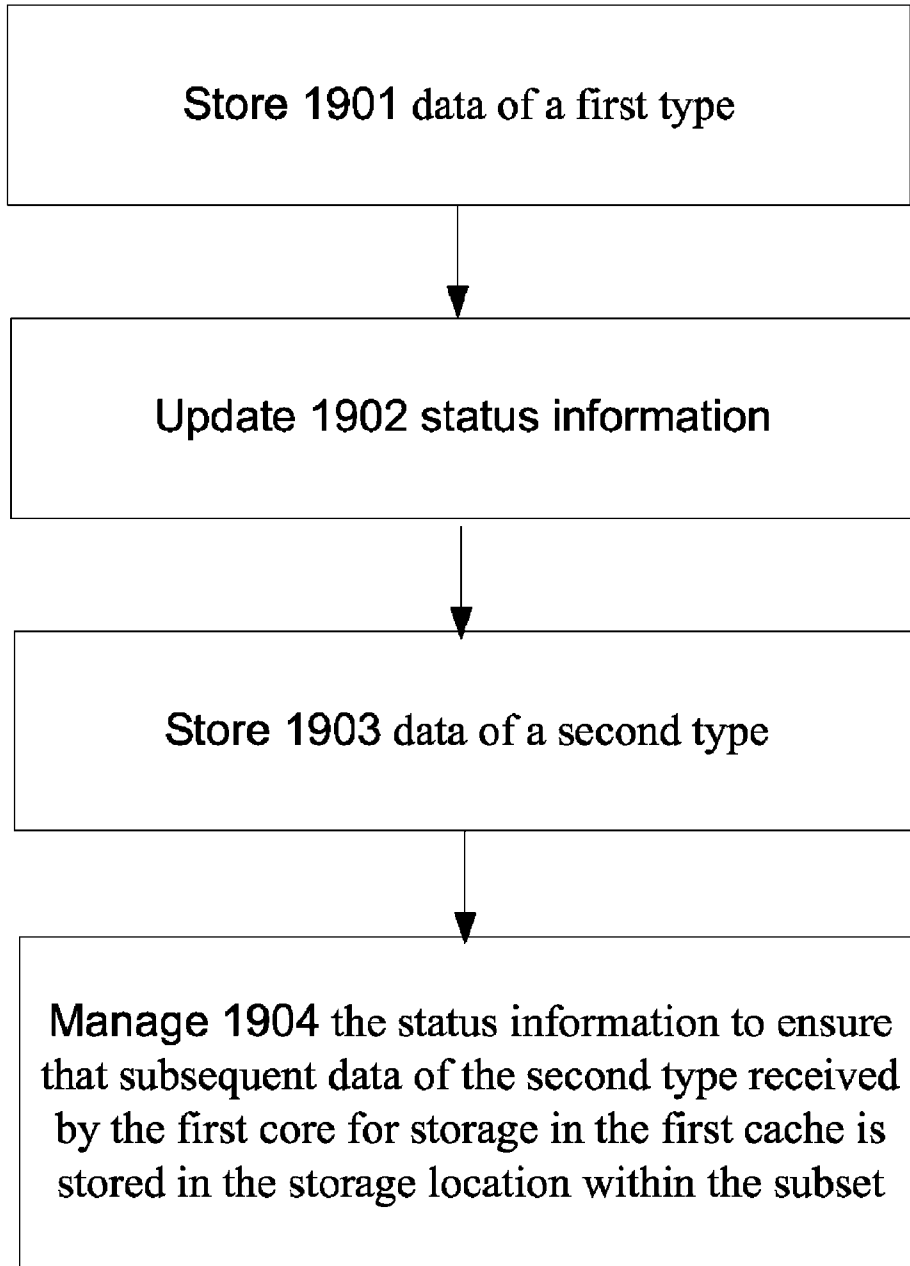 Store 1901 data of a first type
Update 1902 status information
Store 1903 data of a second type
Manage 1904 the status information to ensure
that subsequent data of the second type received
by the first core for storage in the first cache is
stored in the storage location within the subset